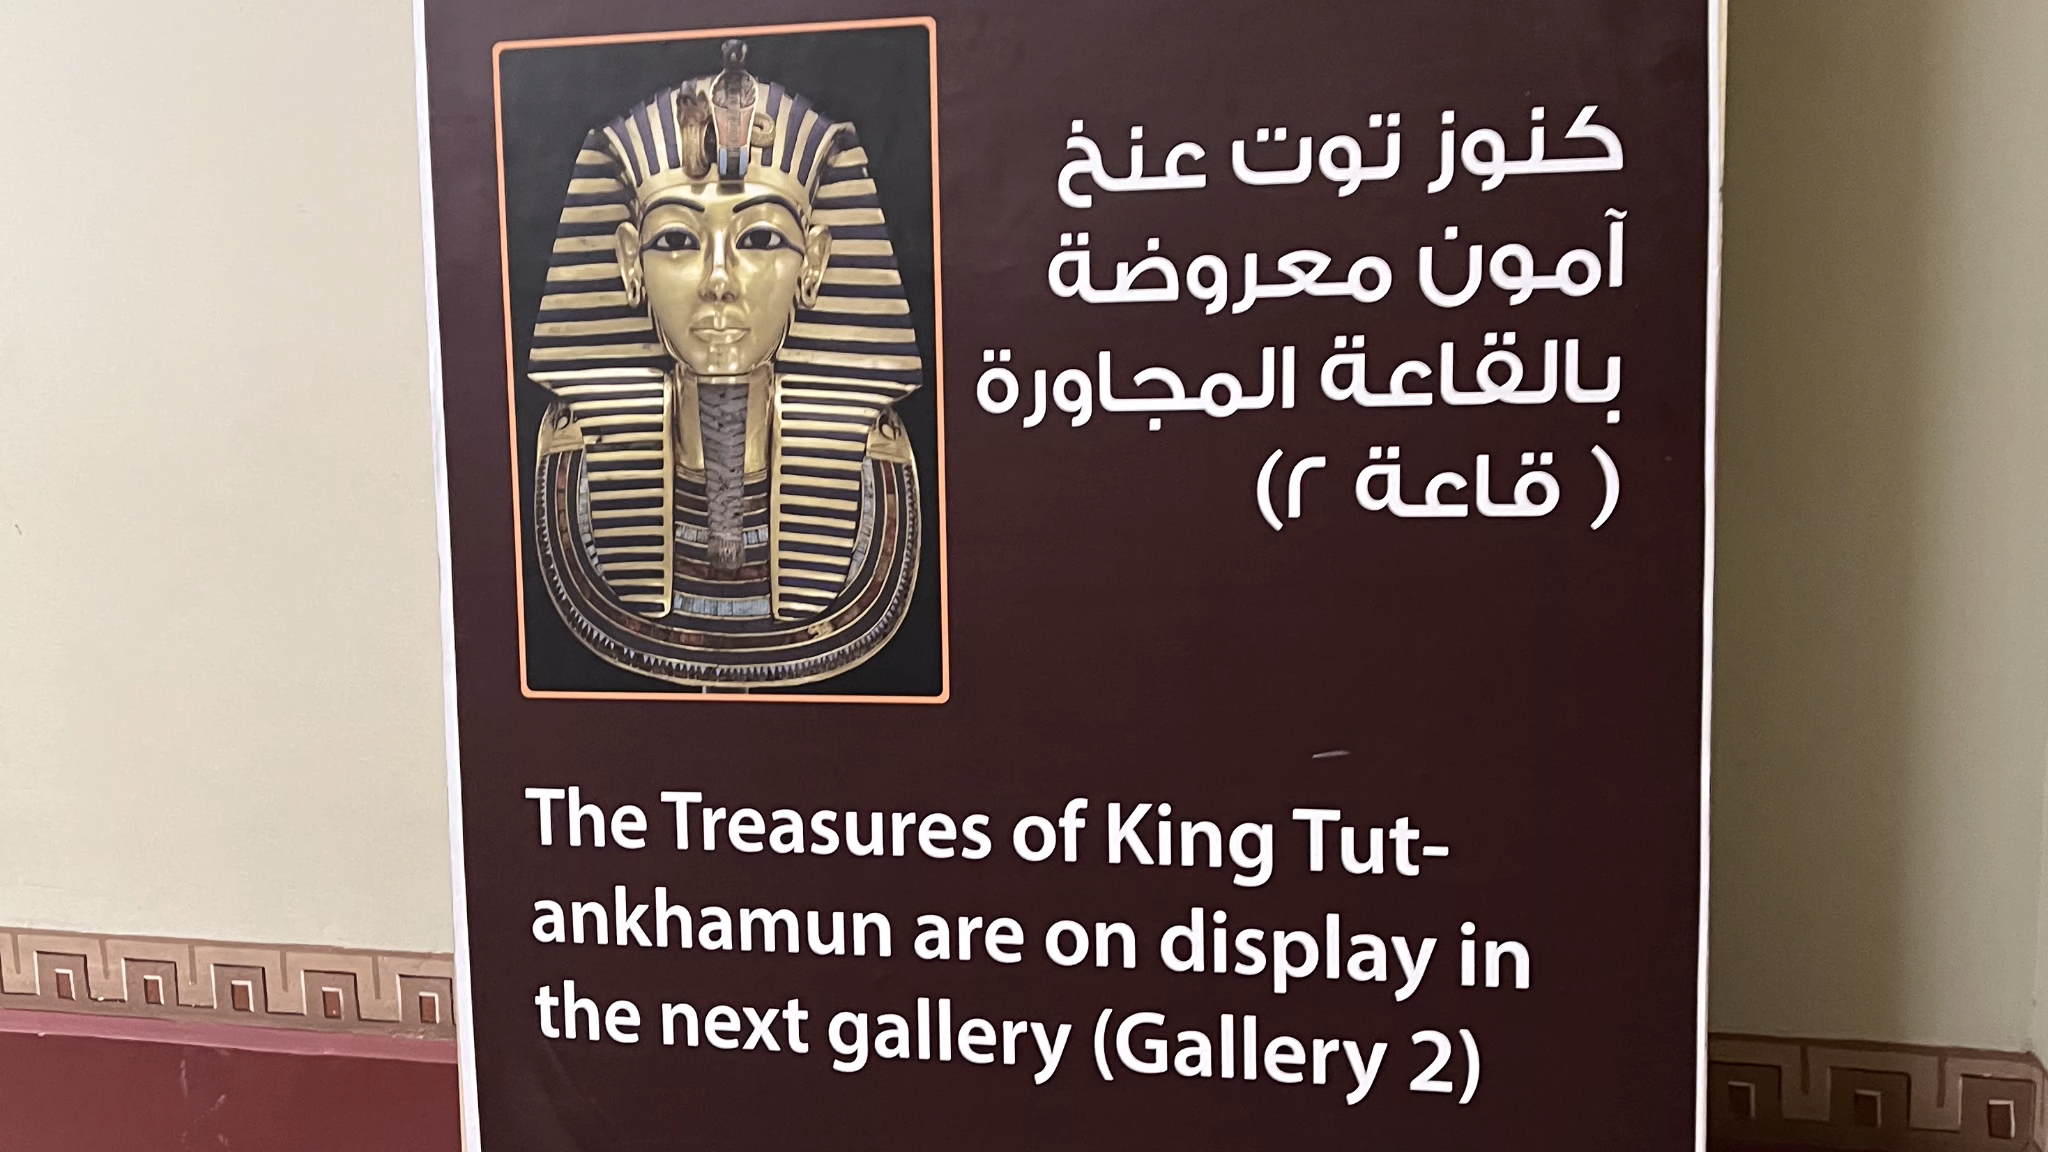 كنوز توت عنخ
آمون معروضة
بالقاعة المجاورة
( قاعة ٢)
The Treasures of King Tut-
ankhamun are on display in
the next gallery (Gallery 2)